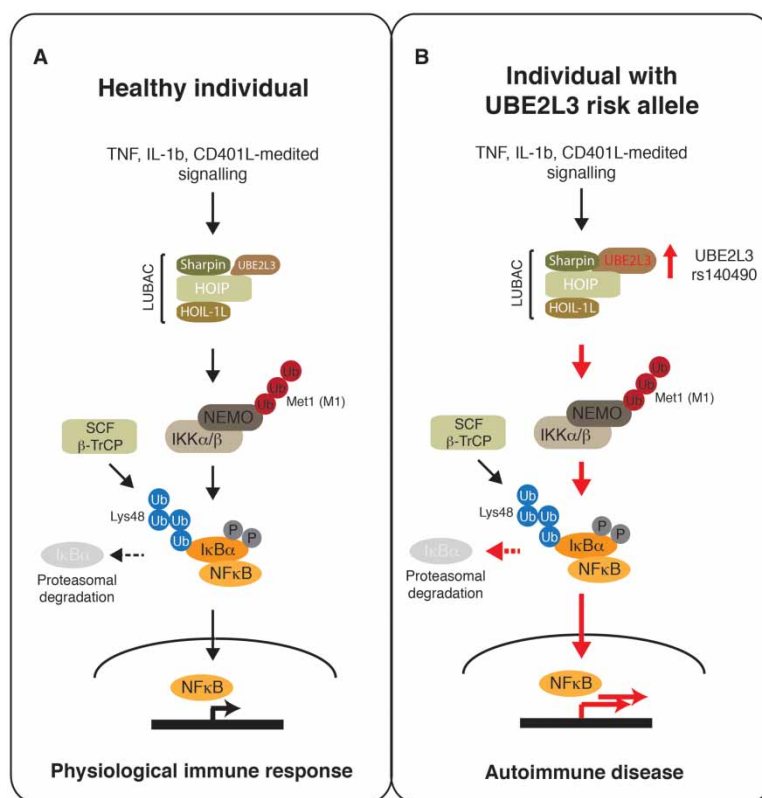 A
Healthy individual
TNF, IL-1b, CD401L-medited
signalling
LUBAC
Sharpin
UBE2L3
HOIP
HOIL-1L
Ub
Ub
Ub
Met1 (M1)
NEMO
IKKα/β
SCF
β-TrCP
Ub
Lys48
Ub
Ub
Ub
P
P
IκBα
NFκB
IκBα
Proteasomal
degradation
NFκB
Physiological immune response
B
Individual with
UBE2L3 risk allele
TNF, IL-1b, CD401L-medited
signalling
LUBAC
Sharpin
UBE2L3
HOIP
HOIL-1L
UBE2L3
rs140490
Ub
Ub
Ub
Met1 (M1)
NEMO
IKKα/β
SCF
β-TrCP
Ub
Lys48
Ub
Ub
Ub
P
P
IκBα
NFκB
IκBα
Proteasomal
degradation
NFκB
Autoimmune disease